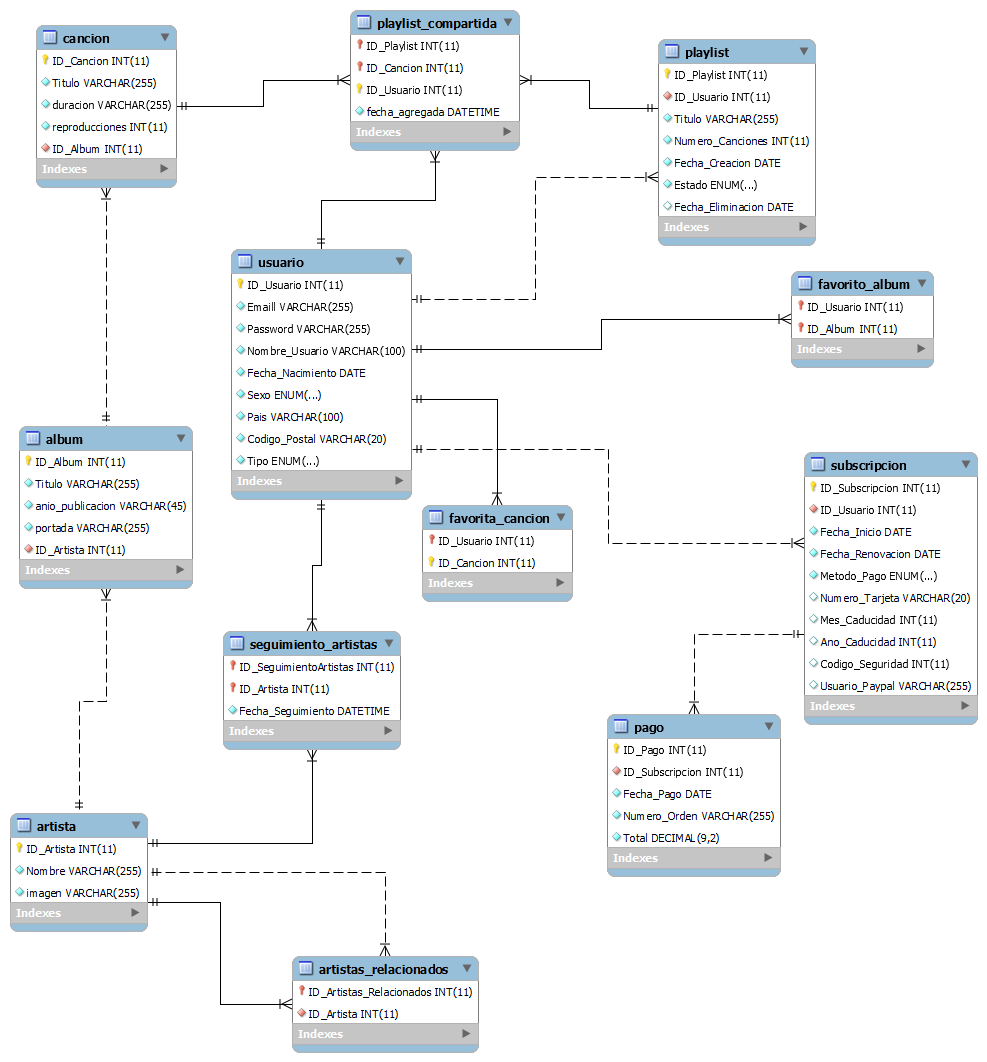 cancion
ID_Cancion INT(11)
Titulo VARCHAR(255)
duracion VARCHAR(255)
reproducciones INT(11)
ID_Album INT(11)
Indexes
playlist_compartida
ID_Playlist INT(11)
ID_Cancion INT(11)
ID_Usuario INT(11)
fecha_agregada DATETIME
Indexes
playlist
ID_Playlist INT(11)
ID_Usuario INT(11)
Titulo VARCHAR(255)
Numero_Canciones INT(11)
Fecha_Creacion DATE
Estado ENUM(...)
Fecha_Eliminacion DATE
Indexes
usuario
ID_Usuario INT(11)
Emaill VARCHAR(255)
Password VARCHAR(255)
Nombre_Usuario VARCHAR(100)
Fecha_Nacimiento DATE
Sexo ENUM(...)
Pais VARCHAR(100)
Codigo_Postal VARCHAR(20)
Tipo ENUM(...)
Indexes
favorito_album
ID_Usuario INT(11)
ID_Album INT(11)
Indexes
album
ID_Album INT(11)
Titulo VARCHAR(255)
anio_publicacion VARCHAR(45)
portada VARCHAR(255)
ID_Artista INT(11)
Indexes
favorita_cancion
ID_Usuario INT(11)
ID_Cancion INT(11)
Indexes
subscripcion
ID_Subscripcion INT(11)
ID_Usuario INT(11)
Fecha_Inicio DATE
Fecha_Renovacion DATE
Metodo_Pago ENUM(...)
Numero_Tarjeta VARCHAR(20)
Mes_Caducidad INT(11)
Ano_Caducidad INT(11)
Codigo_Seguridad INT(11)
Usuario_Paypal VARCHAR(255)
Indexes
seguimiento_artistas
ID_SeguimientoArtistas INT(11)
ID_Artista INT(11)
Fecha_Seguimiento DATETIME
Indexes
pago
ID_Pago INT(11)
ID_Subscripcion INT(11)
Fecha_Pago DATE
Numero_Orden VARCHAR(255)
Total DECIMAL(9,2)
Indexes
artista
ID_Artista INT(11)
Nombre VARCHAR(255)
imagen VARCHAR(255)
Indexes
artistas_relacionados
ID_Artistas_Relacionados INT(11)
ID_Artista INT(11)
Indexes